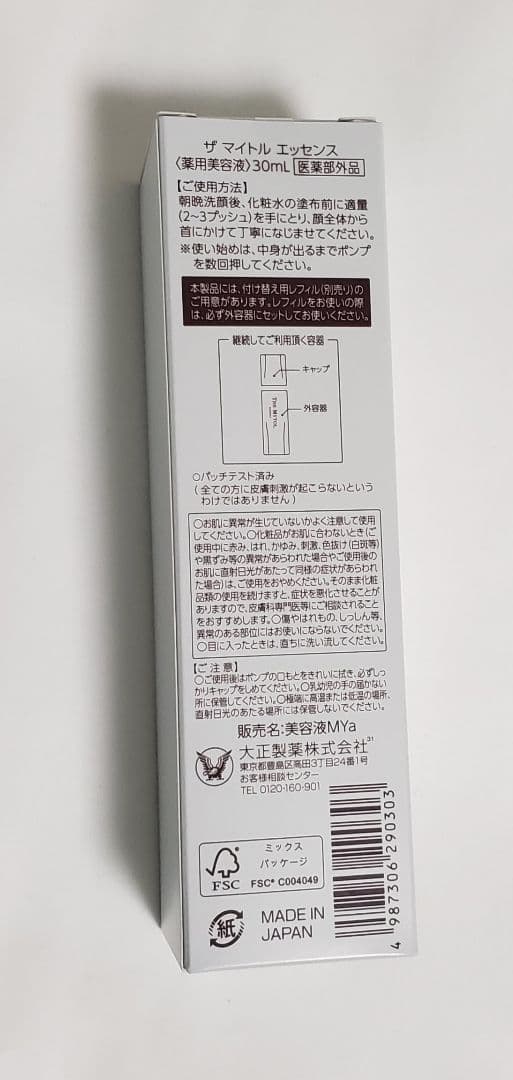 ザ マイトル エッセンス
〈薬用美容液〉30mL 医薬部外品
【ご使用方法】
朝晩洗顔後、化粧水の塗布前に適量
(2~3プッシュ)を手にとり、顔全体から
首にかけて丁寧になじませてください。
※使い始めは、中身が出るまでポンプ
を数回押してください。
本製品には、付け替え用レフィル(別売り)の
ご用意があります。レフィルをお使いの際
は、必ず外容器にセットしてお使いください。
継続してご利用頂く容器
キャップ
外容器
THE MYTOL
○パッチテスト済み
(全ての方に皮膚刺激が起こらないという
わけではありません)
○お肌に異常が生じていないかよく注意して使用
してください。○化粧品がお肌に合わないとき(ご
使用中に赤み、はれ、かゆみ、刺激、色抜け(白斑等)
や黒ずみ等の異常があらわれた場合やご使用後の
お肌に直射日光があたって同様の症状があらわれ
た場合)は、ご使用をおやめください。そのまま化粧
品類の使用を続けますと、症状を悪化させることが
ありますので、皮膚科専門医等にご相談されること
をおすすめします。○傷やはれもの、しっしん等、
異常のある部位にはお使いにならないでください。
○目に入ったときは、直ちに洗い流してください。
【ご注意】
○ご使用後はポンプの口もとをきれいに拭き、必ずしっ
かりキャップをしめてください。○乳幼児の手の届かない
所に保管してください。○極端に高温または低温の場所、
直射日光のあたる場所には保管しないでください。
販売名:美容液MYa
大正製薬株式会社31
東京都豊島区高田3丁目24番1号
お客様相談センター
TEL 0120-160-901
FSC
ミックス
パッケージ
FSC® C004049
紙
MADE IN
JAPAN
4 987306 290303